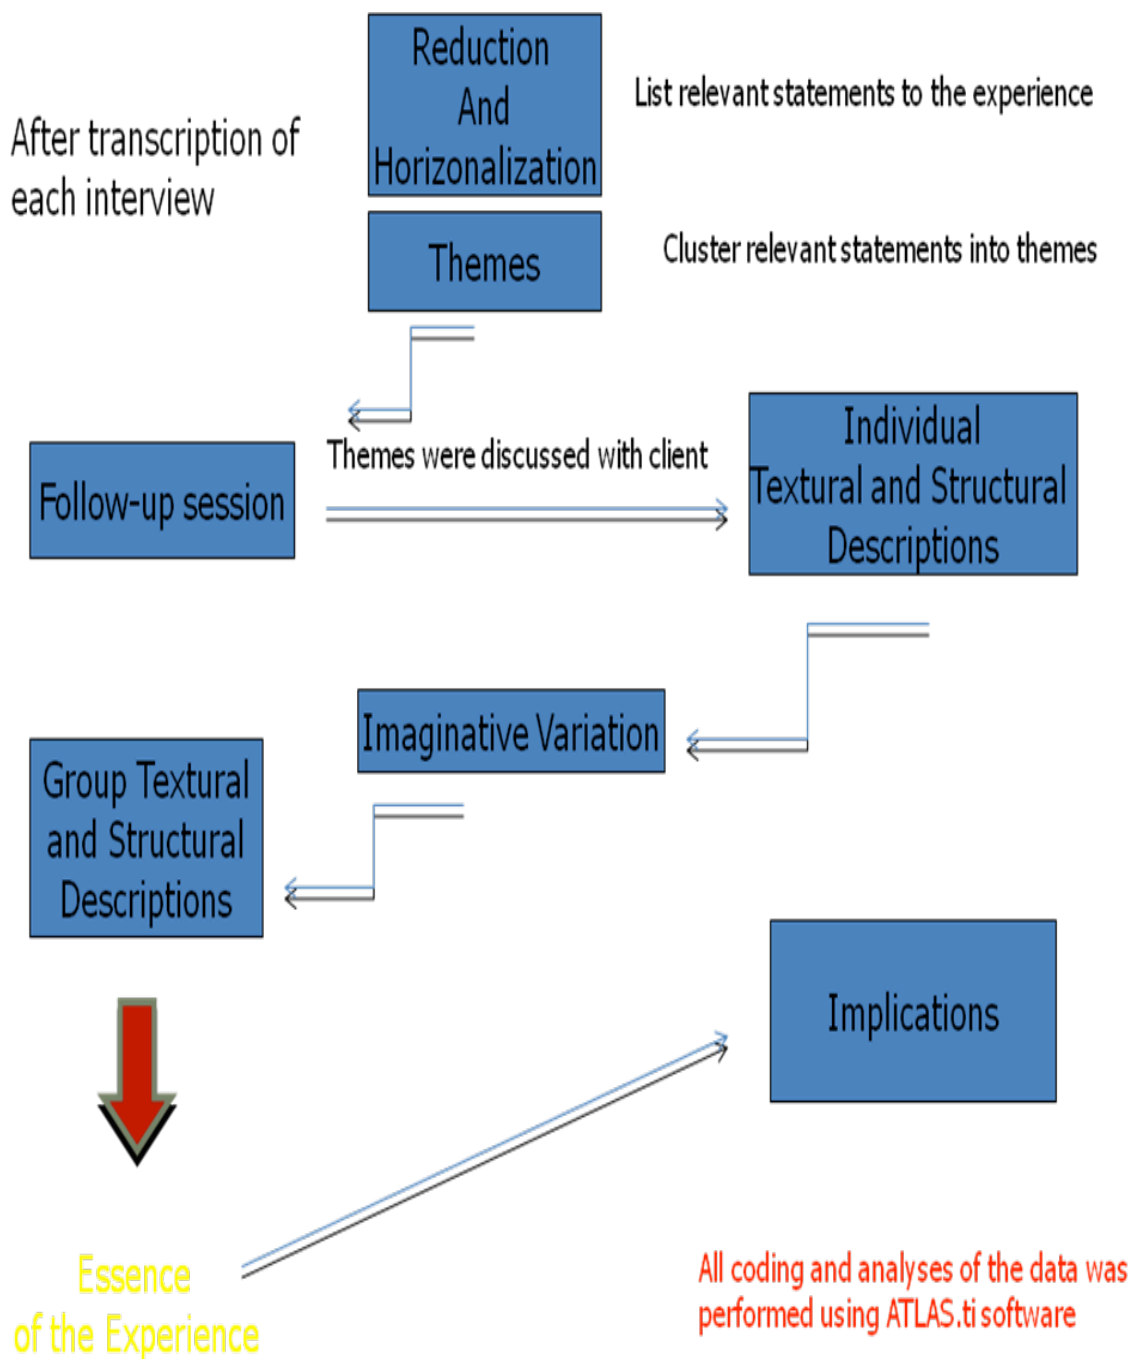 Reduction
And
Horizonalization
List relevant statements to the experience
After transcription of
each interview
Themes
Cluster relevant statements into themes
Themes were discussed with client
Follow-up session
Individual
Textural and Structural
Descriptions
Imaginative Variation
Group Textural
and Structural
Descriptions
Implications
Essence
of the Experience
All coding and analyses of the data was
performed using ATLAS.ti software